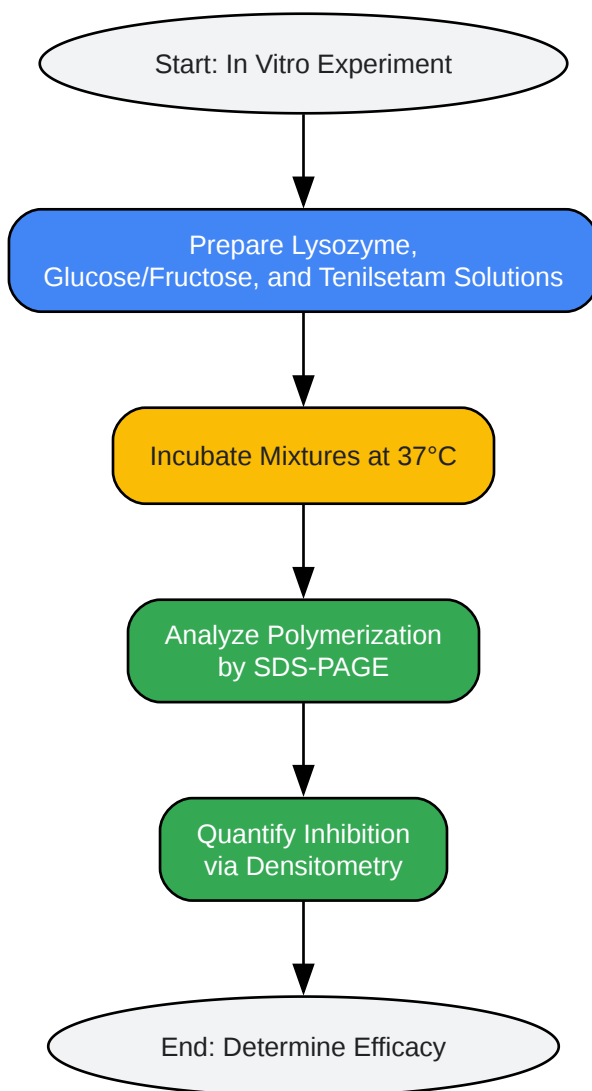 Start: In Vitro Experiment
Prepare Lysozyme,
Glucose/Fructose, and Tenilsetam Solutions
Incubate Mixtures at 37°C
Analyze Polymerization
by SDS-PAGE
Quantify Inhibition
via Densitometry
End: Determine Efficacy